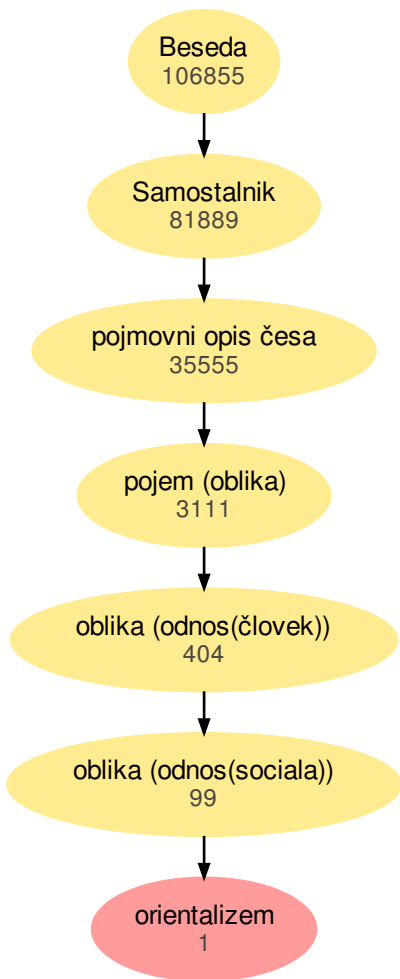 Beseda
106855
Samostalnik
81889
pojmovni opis česa
35555
pojem (oblika)
3111
oblika (odnos(človek))
404
oblika (odnos(sociala))
99
orientalizem
1